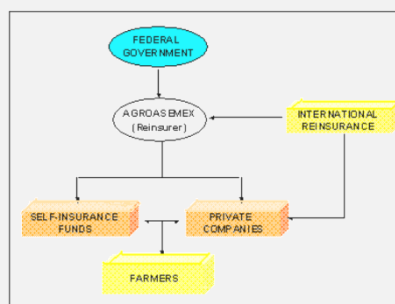 FEDERAL
GOVERNMENT
AGROASEMEX
(Reinsurer)
INTERNATIONAL
REINSURANCE
SELF-INSURANCE
FUNDS
PRIVATE
COMPANIES
FARMERS